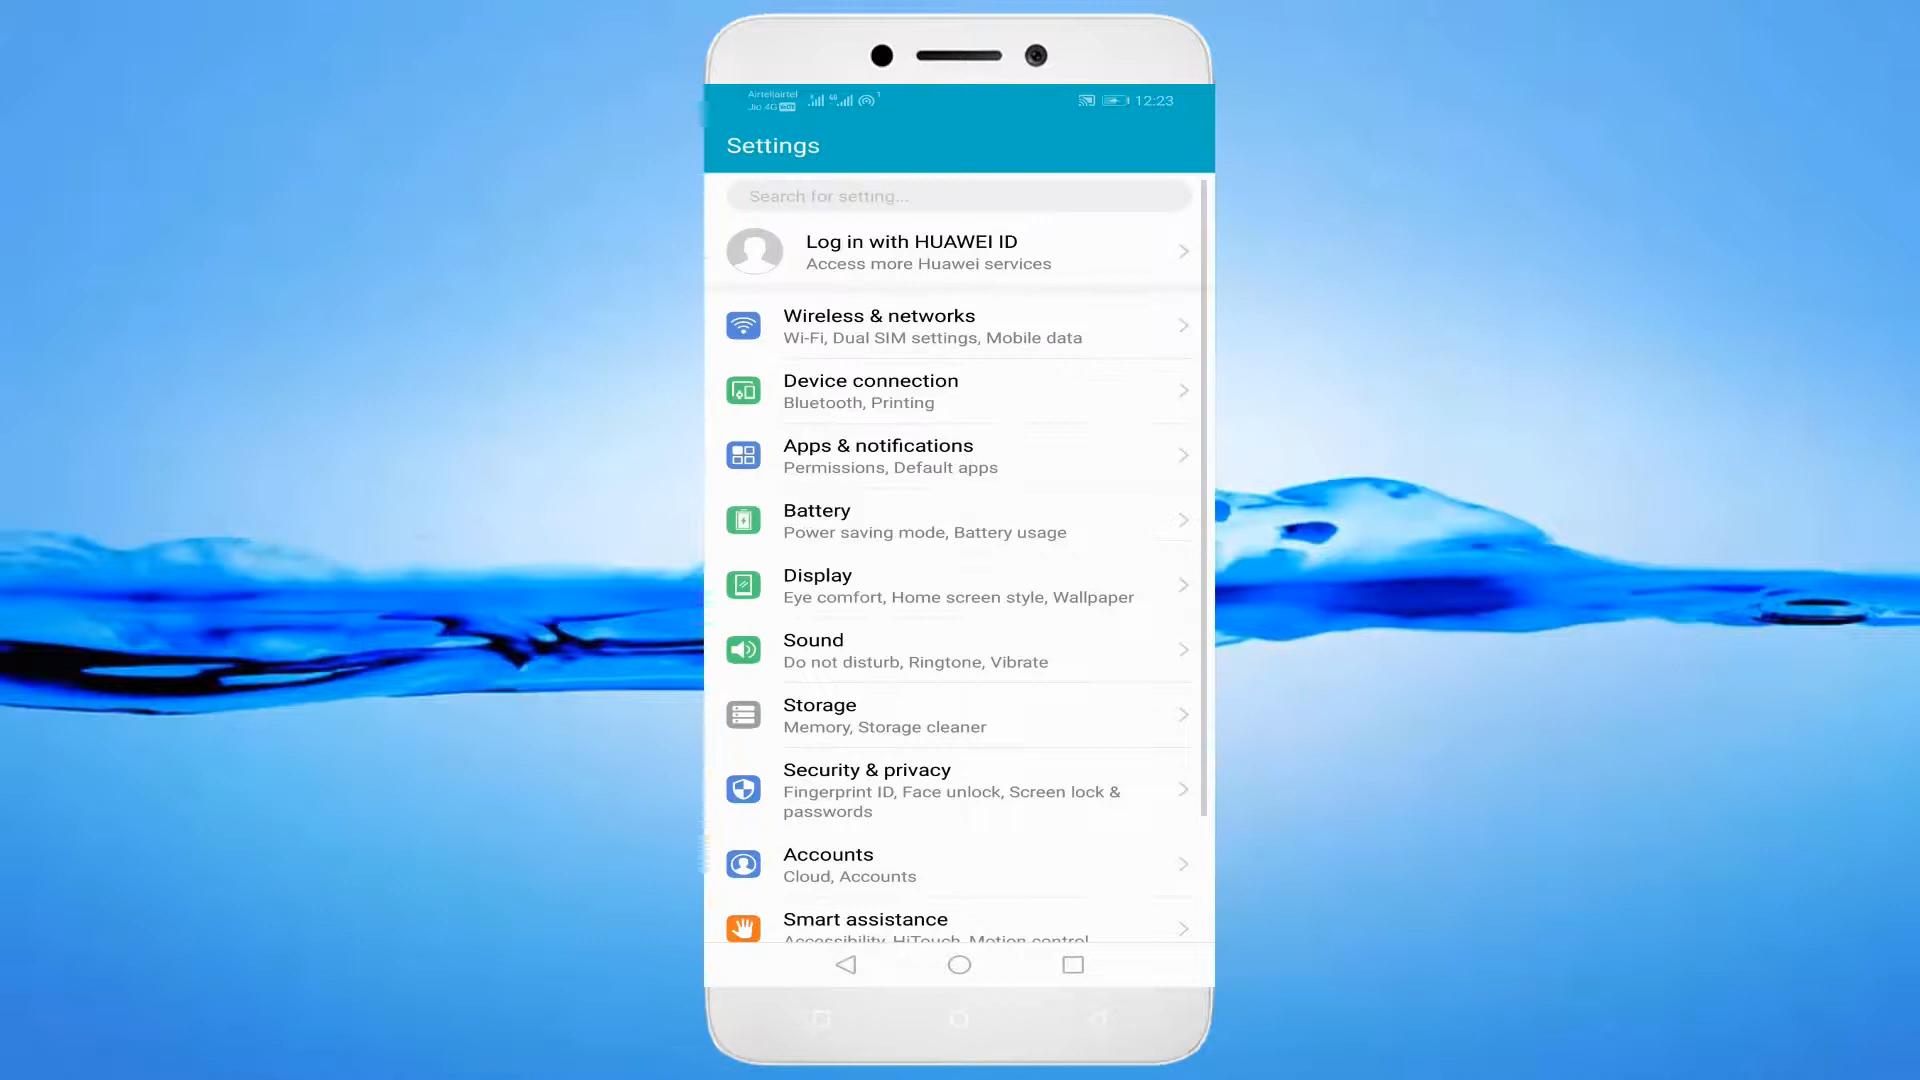 Airtel|airtel
Jio 4G VoLTE
4G
1
12:23
Settings
Search for setting...
Log in with HUAWEI ID
Access more Huawei services
Wireless & networks
Wi-Fi, Dual SIM settings, Mobile data
Device connection
Bluetooth, Printing
Apps & notifications
Permissions, Default apps
Battery
Power saving mode, Battery usage
Display
Eye comfort, Home screen style, Wallpaper
Sound
Do not disturb, Ringtone, Vibrate
Storage
Memory, Storage cleaner
Security & privacy
Fingerprint ID, Face unlock, Screen lock &
passwords
Accounts
Cloud, Accounts
Smart assistance
Accessibility, HiTouch, Motion control